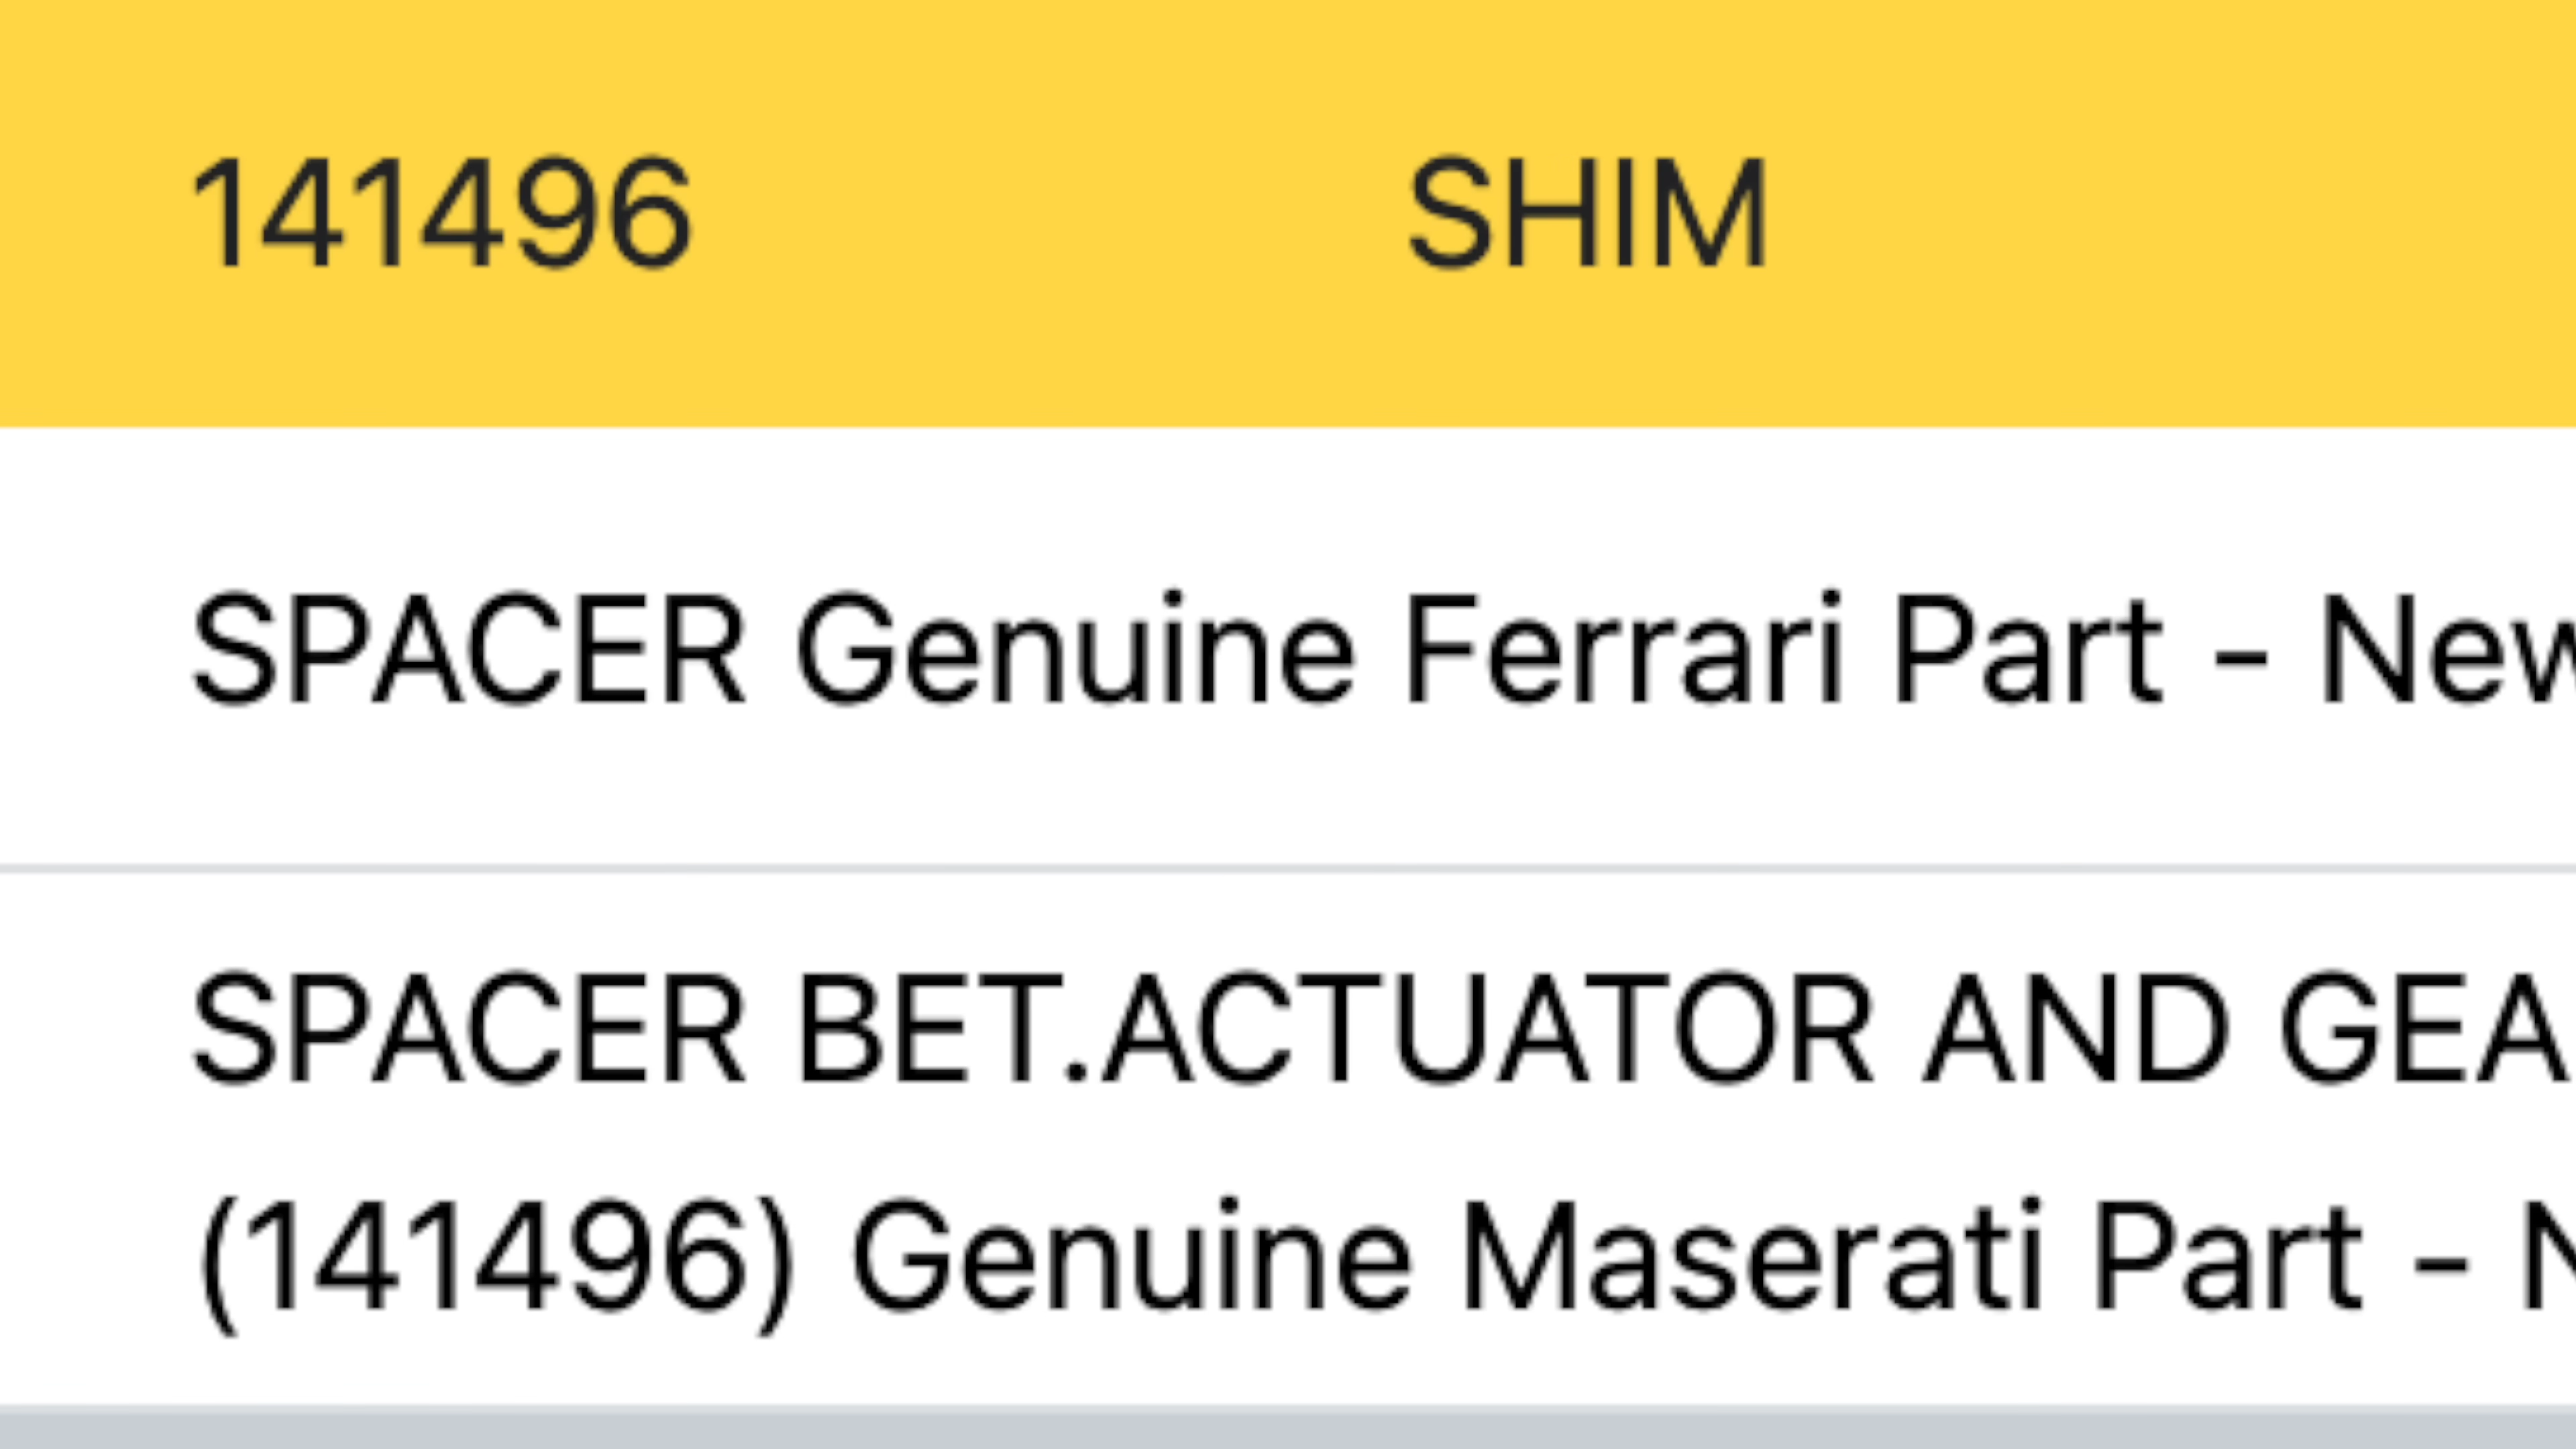 141496 SHIM
SPACER Genuine Ferrari Part - New
SPACER BET.ACTUATOR AND GEA
(141496) Genuine Maserati Part - N